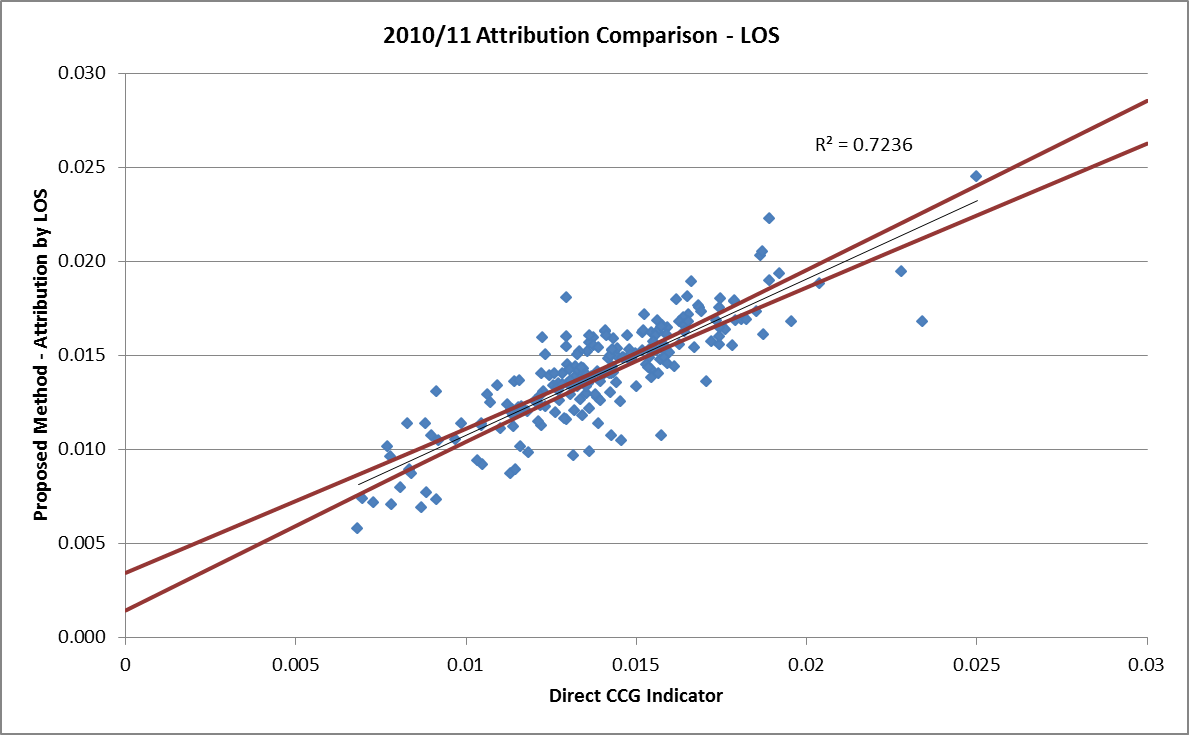 2010/11 Attribution Comparison - LOS
0.030
0.025
0.020
0.015
0.010
0.005
0.000
R² = 0.7236
Proposed Method - Attribution by LOS
0 0.005 0.01 0.015 0.02 0.025 0.03
Direct CCG Indicator